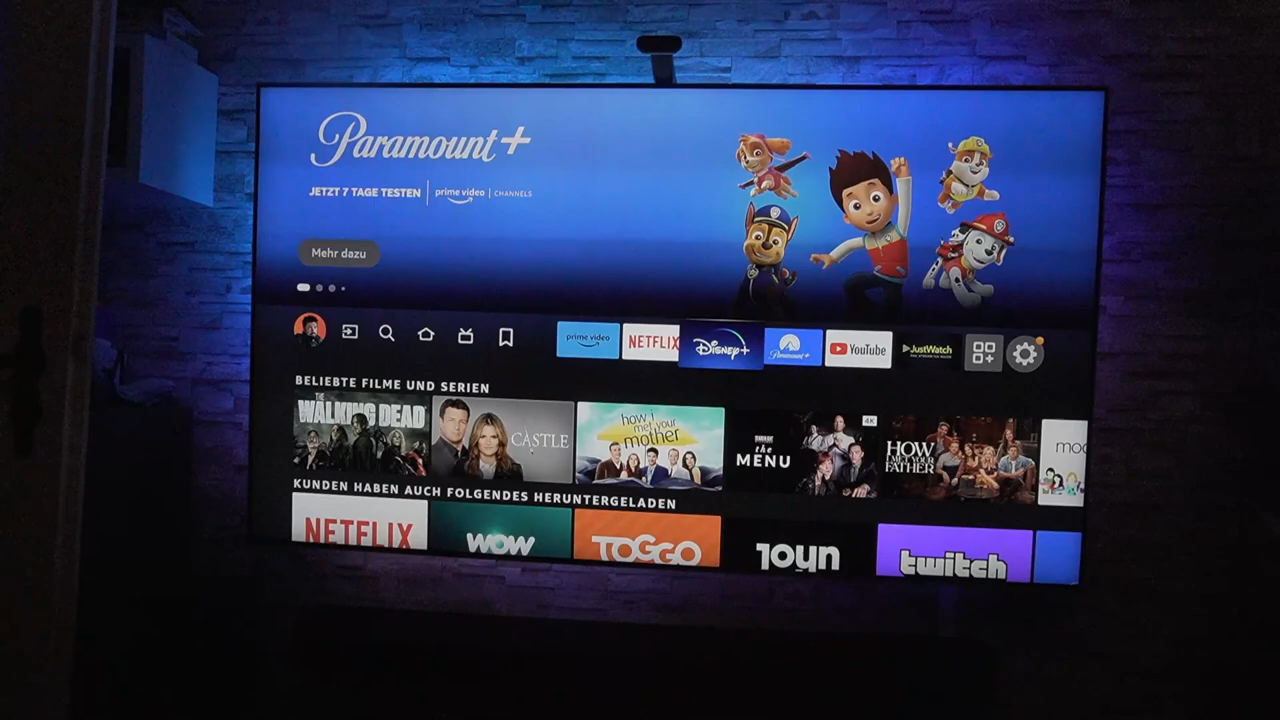 Paramount+
JETZT 7 TAGE TESTEN | prime video | CHANNELS
Mehr dazu
prime video
NETFLIX
Disney+
Paramount+
YouTube
JustWatch
BELIEBTE FILME UND SERIEN
THE WALKING DEAD
CASTLE
how i met your mother
the MENU
4K
HOW I MET YOUR FATHER
mo
KUNDEN HABEN AUCH FOLGENDES HERUNTERGELADEN
NETFLIX
WOW
TOGGO
Joyn
twitch